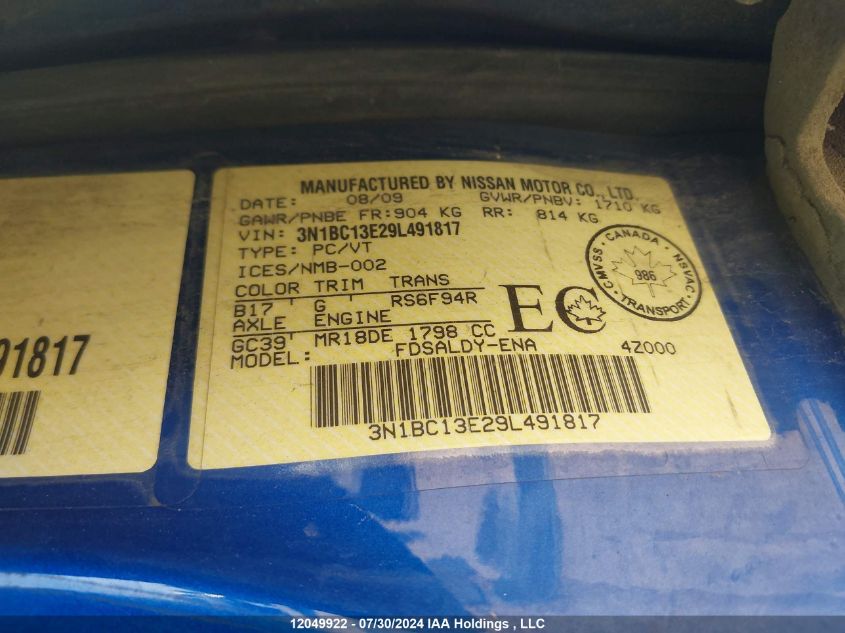 MANUFACTURED BY NISSAN MOTOR CO., LTD.
DATE: 08/09 GVWR/PNBV: 1710 KG
GAWR/PNBE FR: 904 KG RR: 814 KG
VIN: 3N1BC13E29L491817
TYPE: PC/VT
ICES/NMB-002
COLOR TRIM TRANS
B17 ' G ' RS6F94R
AXLE ENGINE
GC39' MR18DE 1798 CC
MODEL: FDSALDY-ENA 4Z000
EC
CANADA
CMVSS 986 NSVAC
TRANSPORT
3N1BC13E29L491817
91817
12049922 - 07/30/2024 IAA Holdings , LLC